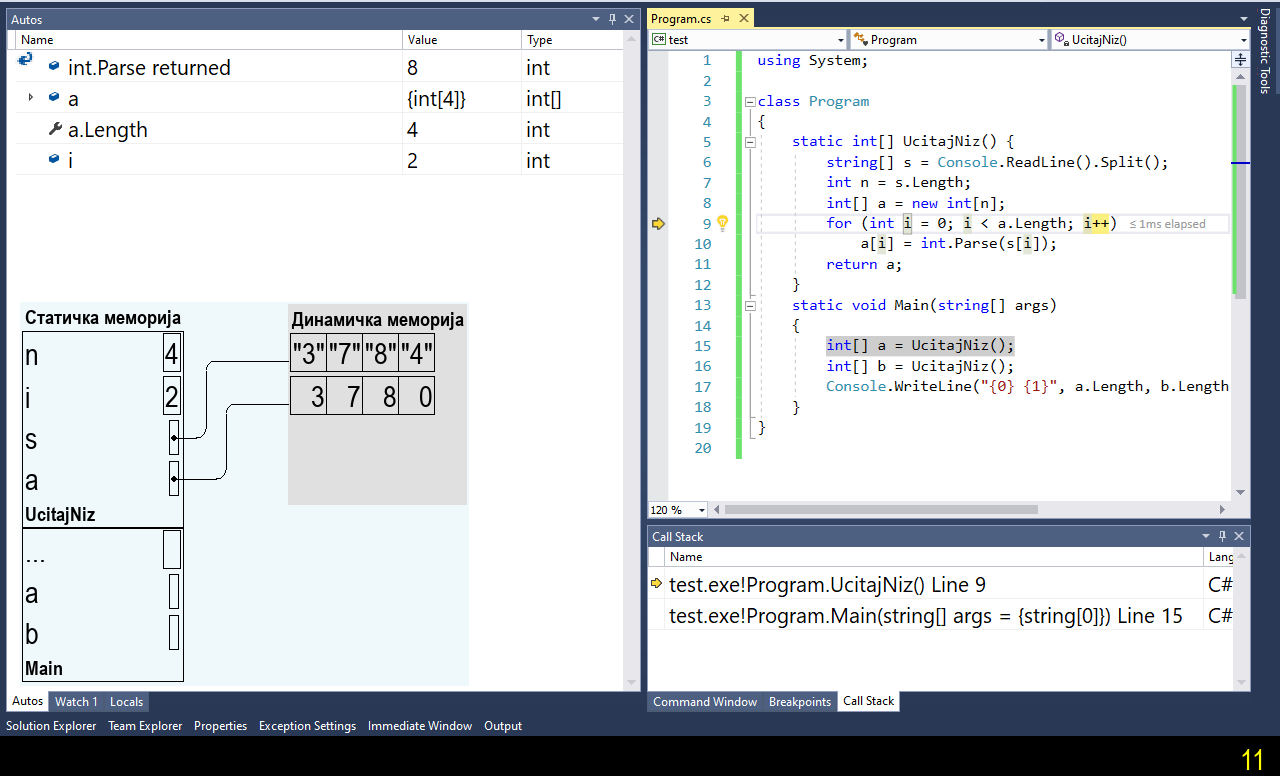 Autos
Name Value Type
int.Parse returned 8 int
a {int[4]} int[]
a.Length 4 int
i 2 int
Статичка меморија
n 4
i 2
s
a
UcitajNiz
...
a
b
Main
Динамичка меморија
"3" "7" "8" "4"
3 7 8 0
Autos Watch 1 Locals
Solution Explorer Team Explorer Properties Exception Settings Immediate Window Output
Program.cs
C# test Program UcitajNiz()
1 using System;
2
3 class Program
4 {
5 static int[] UcitajNiz() {
6 string[] s = Console.ReadLine().Split();
7 int n = s.Length;
8 int[] a = new int[n];
9 for (int i = 0; i < a.Length; i++) ≤ 1ms elapsed
10 a[i] = int.Parse(s[i]);
11 return a;
12 }
13 static void Main(string[] args)
14 {
15 int[] a = UcitajNiz();
16 int[] b = UcitajNiz();
17 Console.WriteLine("{0} {1}", a.Length, b.Length
18 }
19 }
20
120 %
Call Stack
Name Lang
test.exe!Program.UcitajNiz() Line 9 C#
test.exe!Program.Main(string[] args = {string[0]}) Line 15 C#
Command Window Breakpoints Call Stack
Diagnostic Tools
11